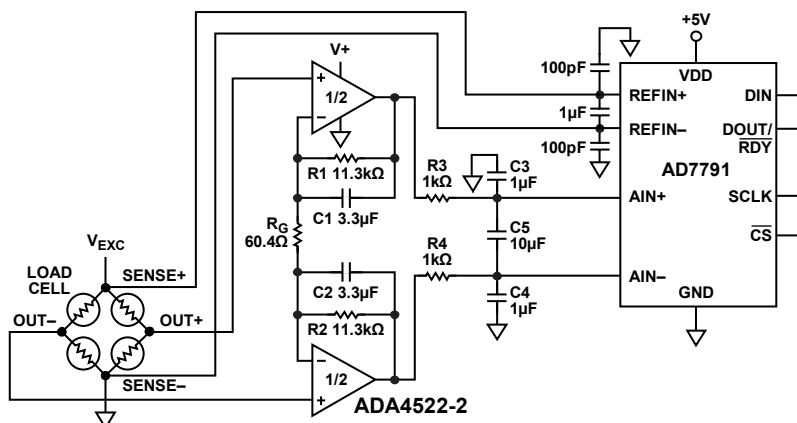 +5V
V+
100pF
VDD
1/2
REFIN+
DIN
1µF
REFIN–
DOUT/
RDY
100pF
R1 11.3kΩ
R3
1kΩ
C3
1µF
AD7791
C1 3.3µF
AIN+
SCLK
RG
60.4Ω
C5
10µF
VEXC
R4
1kΩ
CS
LOAD
CELL
SENSE+
C2 3.3µF
AIN–
OUT–
OUT+
R2 11.3kΩ
C4
1µF
GND
1/2
SENSE–
ADA4522-2